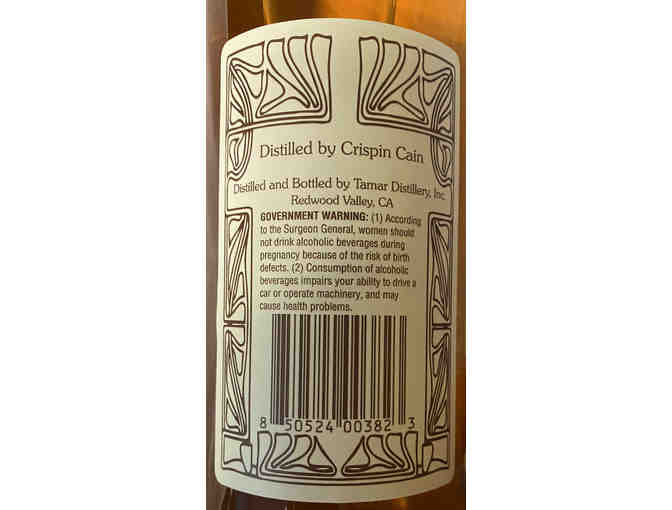 Distilled by Crispin Cain
Distilled and Bottled by Tamar Distillery, Inc.
Redwood Valley, CA
GOVERNMENT WARNING: (1) According
to the Surgeon General, women should
not drink alcoholic beverages during
pregnancy because of the risk of birth
defects. (2) Consumption of alcoholic
beverages impairs your ability to drive a
car or operate machinery, and may
cause health problems.
8 50524 00382 3